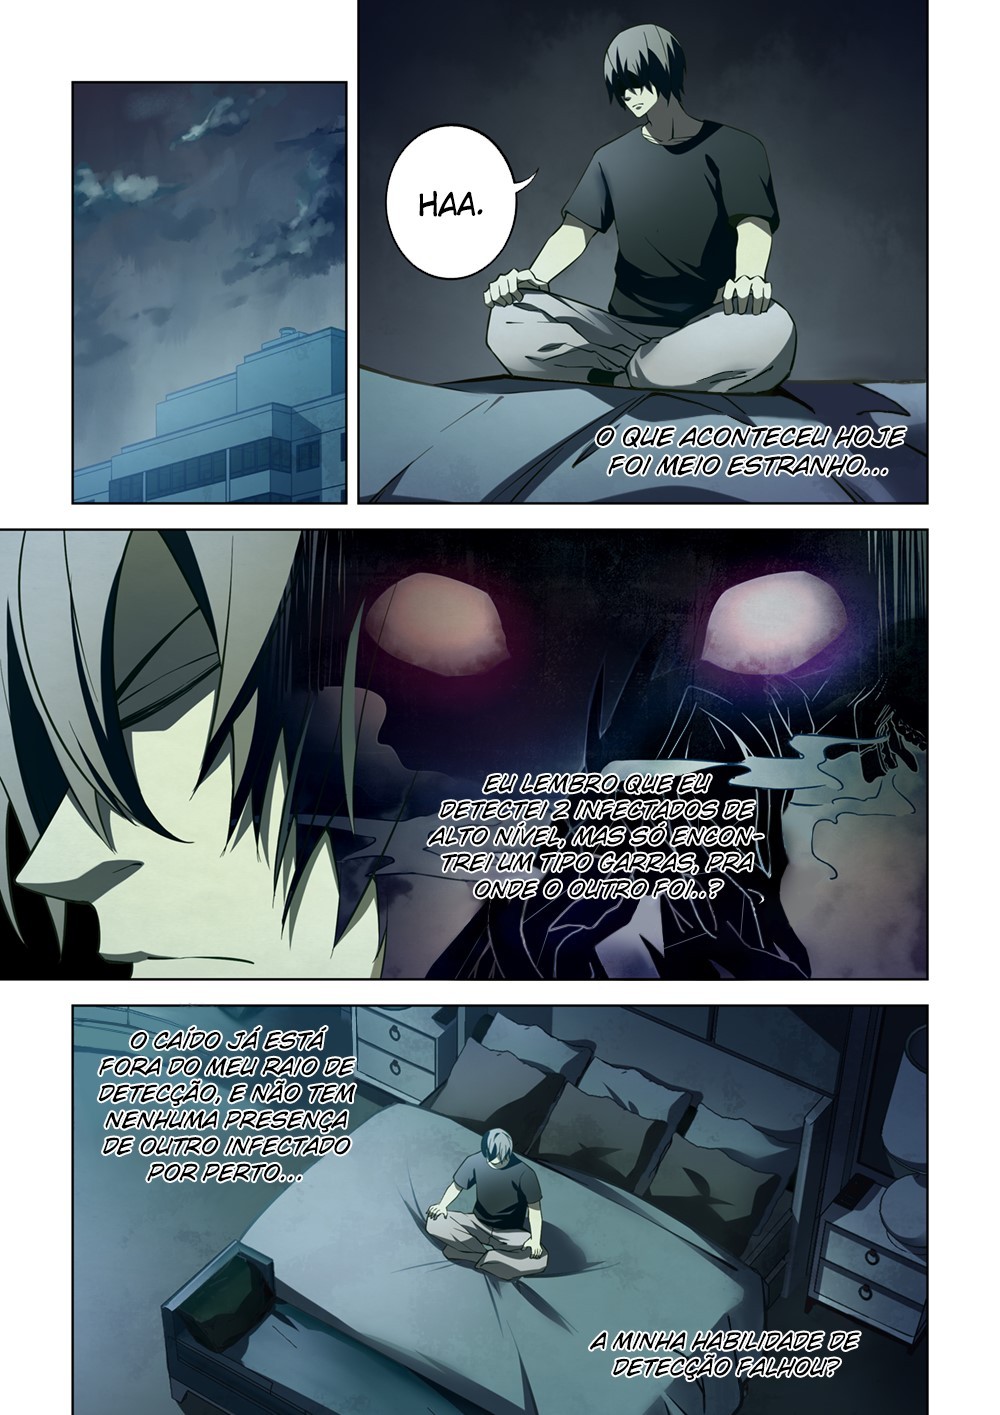 HAA.
O QUE ACONTECEU HOJE
FOI MEIO ESTRANHO...
EU LEMBRO QUE EU
DETECTEI 2 INFECTADOS DE
ALTO NÍVEL, MAS SÓ ENCON-
TREI UM TIPO GARRAS, PRA
ONDE O OUTRO FOI..?
O CAÍDO JÁ ESTÁ
FORA DO MEU RAIO DE
DETECÇÃO, E NÃO TEM
NENHUMA PRESENÇA
DE OUTRO INFECTADO
POR PERTO...
A MINHA HABILIDADE DE
DETECÇÃO FALHOU?